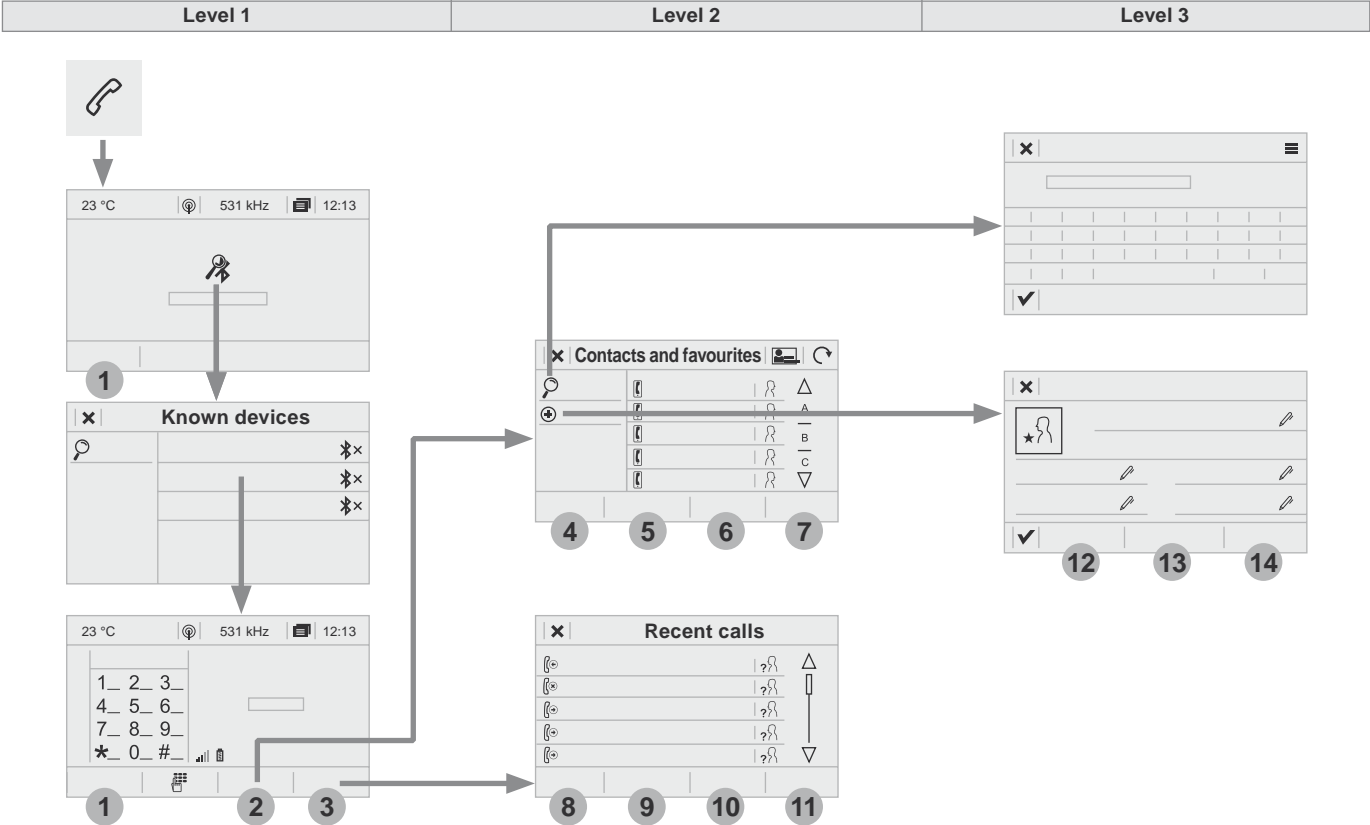 Level 1
Level 2
Level 3
23 °C 531 kHz 12:13
1
Known devices
23 °C 531 kHz 12:13
1_ 2_ 3_
4_ 5_ 6_
7_ 8_ 9_
*_ 0_ #_
1 2 3
Contacts and favourites
A
B
C
4 5 6 7
Recent calls
?
?
?
?
?
8 9 10 11
12 13 14